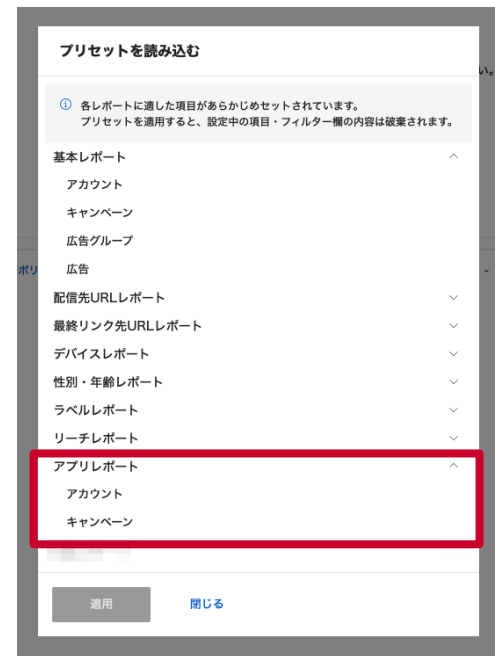 プリセットを読み込む
い。
各レポートに適した項目があらかじめセットされています。
プリセットを適用すると、設定中の項目・フィルター欄の内容は破棄されます。
基本レポート
アカウント
キャンペーン
広告グループ
ポリ
広告
配信先URLレポート
最終リンク先URLレポート
デバイスレポート
性別・年齢レポート
ラベルレポート
リーチレポート
アプリレポート
アカウント
キャンペーン
適用
閉じる